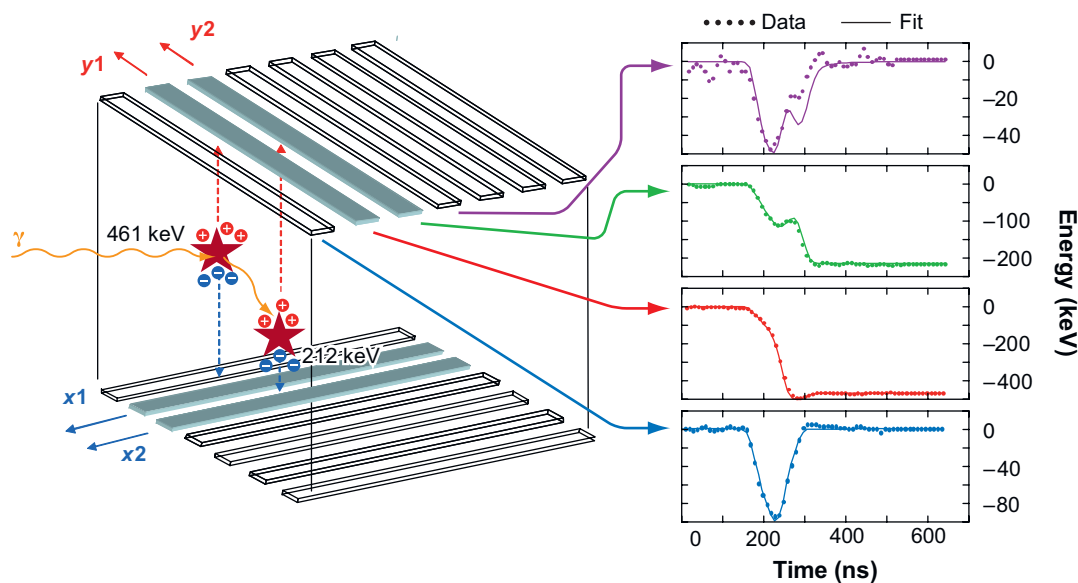 Data Fit
y2
y1
0
–20
–40
461 keV
γ
0
–100
–200
Energy (keV)
0
–200
–400
212 keV
x1
x2
0
–40
–80
0 200 400 600
Time (ns)
+ + + +
– – –
+ + +
– – –